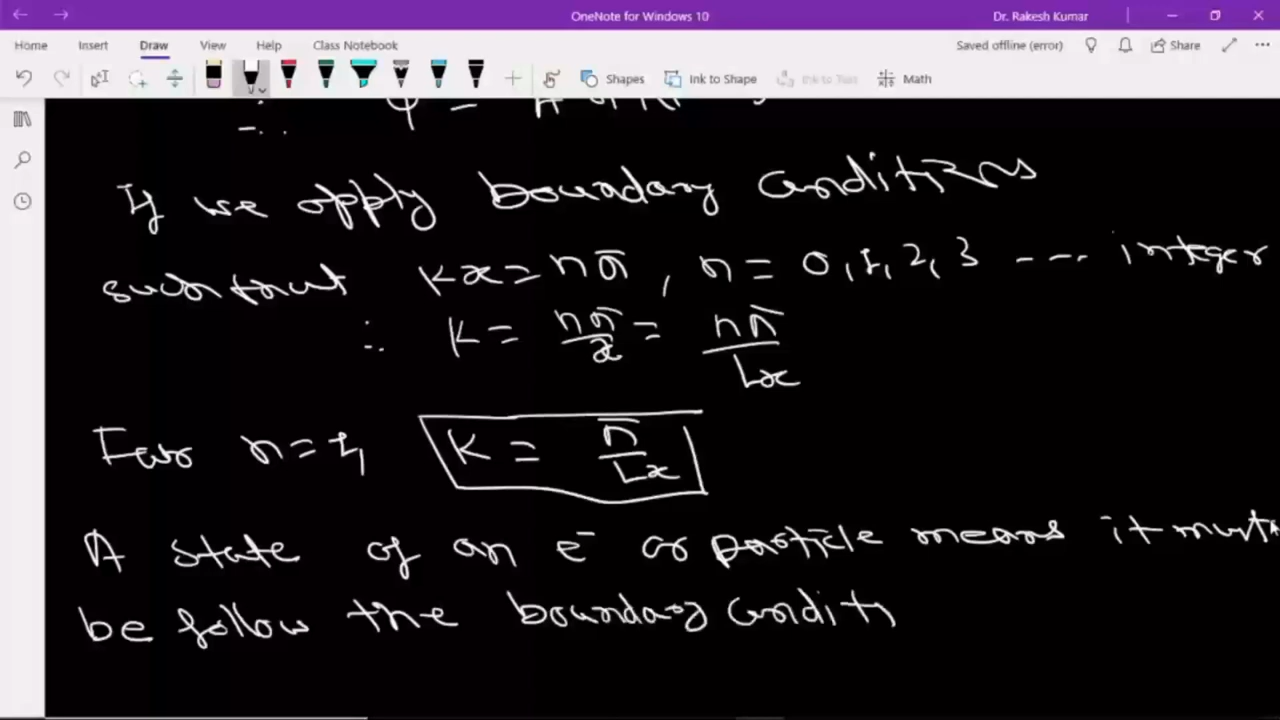 OneNote for Windows 10
Dr. Rakesh Kumar
Home Insert Draw View Help Class Notebook
Saved offline (error) Share
Shapes Ink to Shape Ink to Text Math
∴ ψ = A
If we apply boundary conditions
such that Kx = nπ, n = 0, 1, 2, 3 --- integer
∴ K = nπ/x = nπ/Lx
For n = 1, K = π/Lx
A state of an e⁻ or particle means it must
be follow the boundary condit